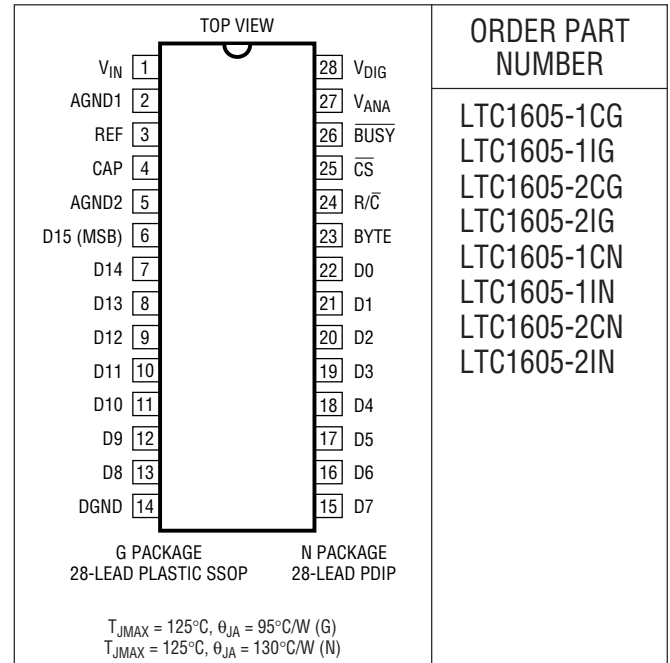 TOP VIEW
V_IN 1
AGND1 2
REF 3
CAP 4
AGND2 5
D15 (MSB) 6
D14 7
D13 8
D12 9
D11 10
D10 11
D9 12
D8 13
DGND 14
28 V_DIG
27 V_ANA
26 B̅U̅S̅Y̅
25 C̅S̅
24 R/C̅
23 BYTE
22 D0
21 D1
20 D2
19 D3
18 D4
17 D5
16 D6
15 D7
G PACKAGE
28-LEAD PLASTIC SSOP
N PACKAGE
28-LEAD PDIP
T_JMAX = 125°C, θ_JA = 95°C/W (G)
T_JMAX = 125°C, θ_JA = 130°C/W (N)
ORDER PART
NUMBER
LTC1605-1CG
LTC1605-1IG
LTC1605-2CG
LTC1605-2IG
LTC1605-1CN
LTC1605-1IN
LTC1605-2CN
LTC1605-2IN